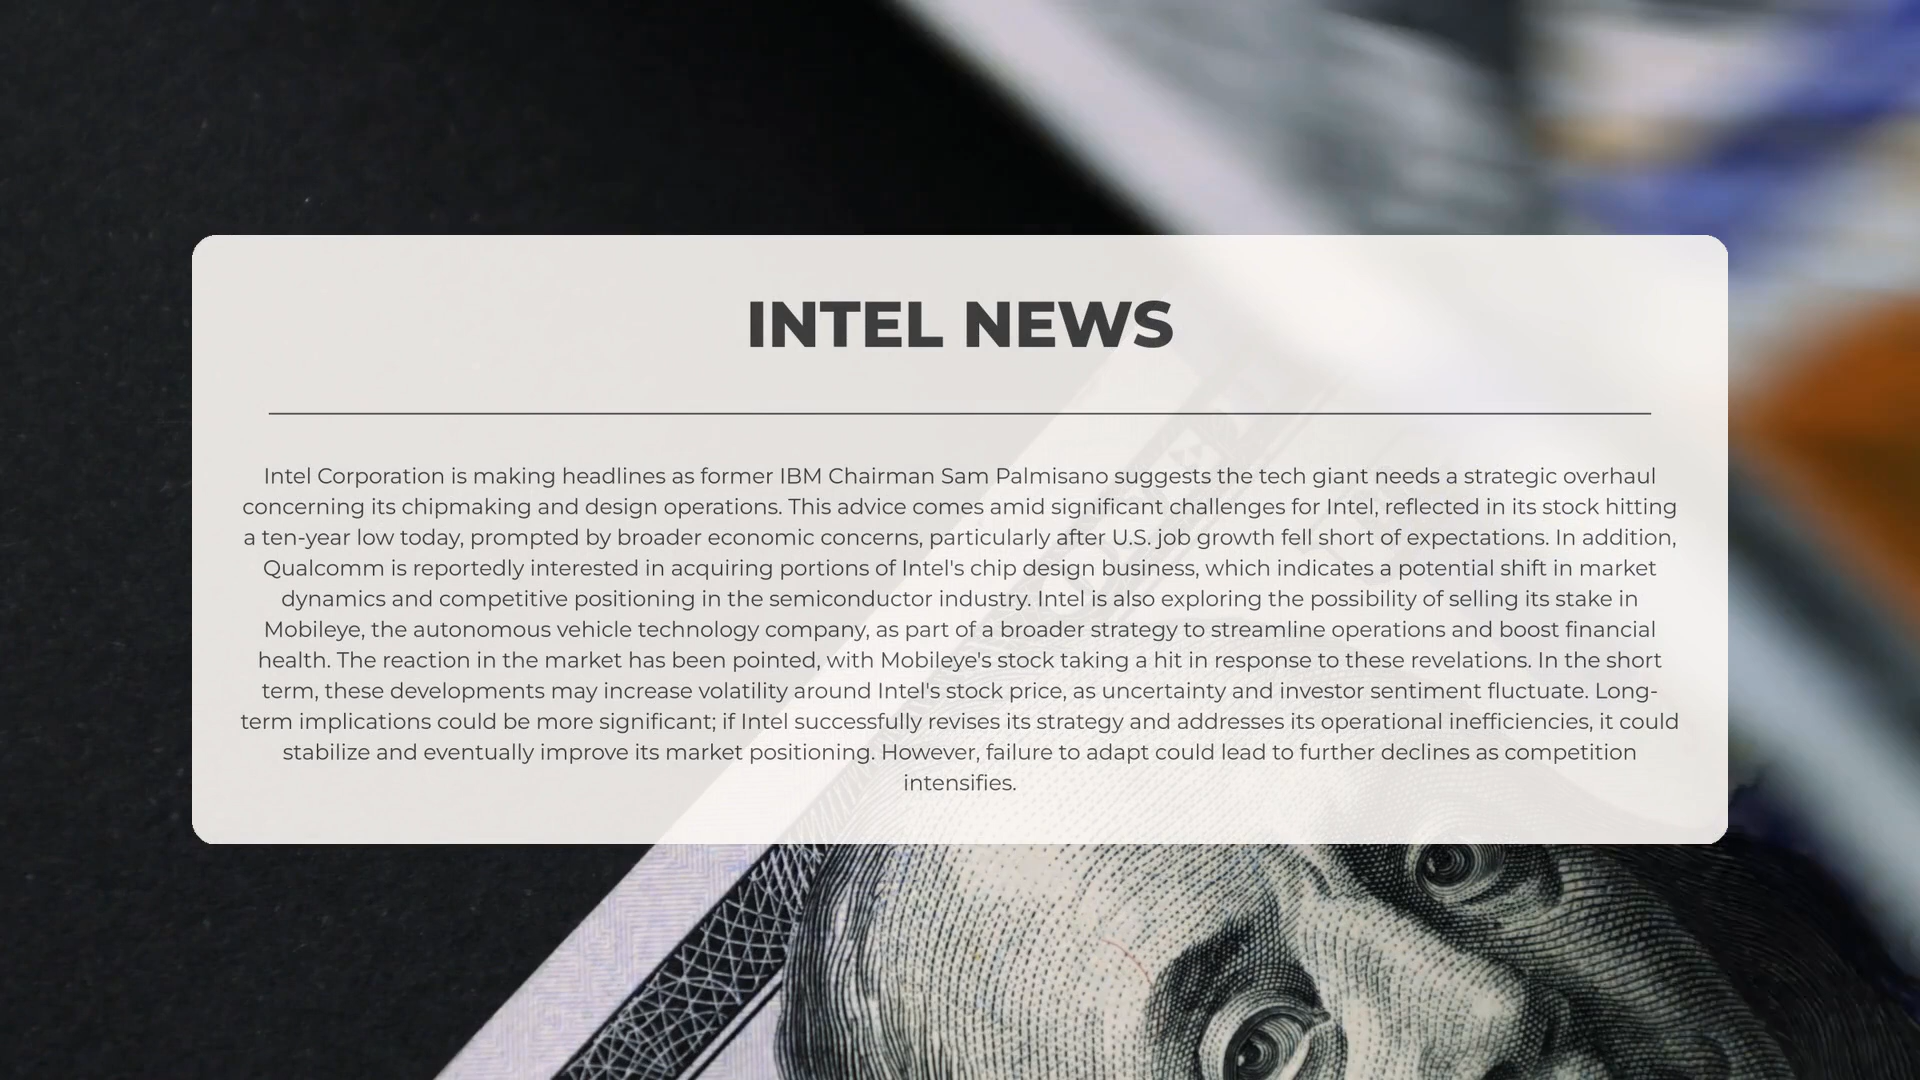 INTEL NEWS
Intel Corporation is making headlines as former IBM Chairman Sam Palmisano suggests the tech giant needs a strategic overhaul
concerning its chipmaking and design operations. This advice comes amid significant challenges for Intel, reflected in its stock hitting
a ten-year low today, prompted by broader economic concerns, particularly after U.S. job growth fell short of expectations. In addition,
Qualcomm is reportedly interested in acquiring portions of Intel's chip design business, which indicates a potential shift in market
dynamics and competitive positioning in the semiconductor industry. Intel is also exploring the possibility of selling its stake in
Mobileye, the autonomous vehicle technology company, as part of a broader strategy to streamline operations and boost financial
health. The reaction in the market has been pointed, with Mobileye's stock taking a hit in response to these revelations. In the short
term, these developments may increase volatility around Intel's stock price, as uncertainty and investor sentiment fluctuate. Long-
term implications could be more significant; if Intel successfully revises its strategy and addresses its operational inefficiencies, it could
stabilize and eventually improve its market positioning. However, failure to adapt could lead to further declines as competition
intensifies.